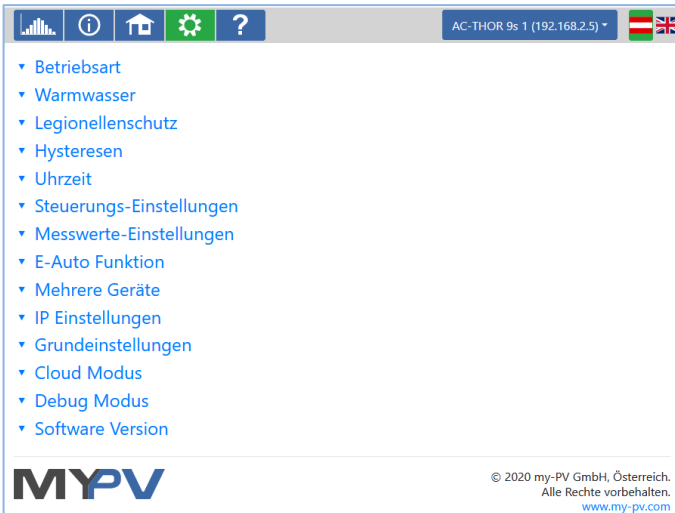 ?
AC-THOR 9s 1 (192.168.2.5)
Betriebsart
Warmwasser
Legionellenschutz
Hysteresen
Uhrzeit
Steuerungs-Einstellungen
Messwerte-Einstellungen
E-Auto Funktion
Mehrere Geräte
IP Einstellungen
Grundeinstellungen
Cloud Modus
Debug Modus
Software Version
MYPV
© 2020 my-PV GmbH, Österreich.
Alle Rechte vorbehalten.
www.my-pv.com